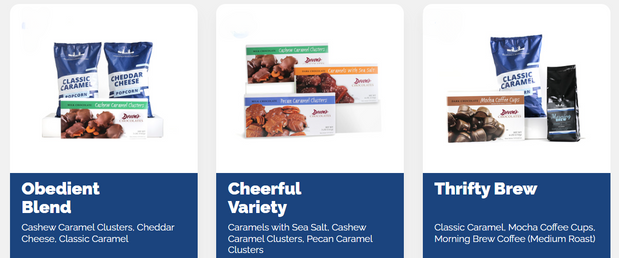 CLASSIC
CARAMEL
POPCORN
CHEDDAR
CHEESE
POPCORN
Cashew Caramel Clusters
Obedient
Blend
Cashew Caramel Clusters, Cheddar
Cheese, Classic Caramel
Cashew Caramel Clusters
Caramels with Sea Salt
Pecan Caramel Clusters
Cheerful
Variety
Caramels with Sea Salt, Cashew
Caramel Clusters, Pecan Caramel
Clusters
CLASSIC
CARAMEL
POPCORN
Mocha Coffee Cups
Thrifty Brew
Classic Caramel, Mocha Coffee Cups,
Morning Brew Coffee (Medium Roast)